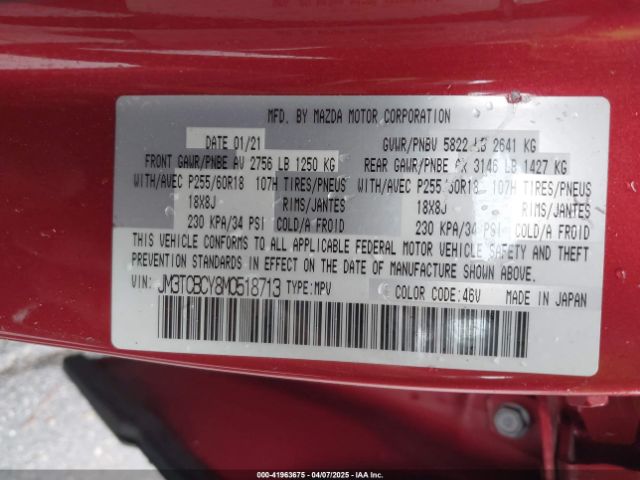 MFD. BY MAZDA MOTOR CORPORATION
DATE 01/21 GVWR/PNBV 5822 LB 2641 KG
FRONT GAWR/PNBE AV 2756 LB 1250 KG REAR GAWR/PNBE 3146 LB 1427 KG
WITH/AVEC P255/60R18 107H TIRES/PNEUS WITH/AVEC P255 60R18 107H TIRES/PNEUS
18X8J RIMS/JANTES 18X8J RIMS/JANTES
230 KPA/34 PSI COLD/A FROID 230 KPA/34 PSI COLD/A FROID
THIS VEHICLE CONFORMS TO ALL APPLICABLE FEDERAL MOTOR VEHICLE SAFETY AND THEFT
PREVENTION STANDARDS IN EFFECT ON THE DATE OF MANUFACTURE SHOWN ABOVE.
VIN: JM3TCBCY8M0518713 TYPE:MPV COLOR CODE:46V MADE IN JAPAN
000-41963675 - 04/07/2025 - www.iaai.com